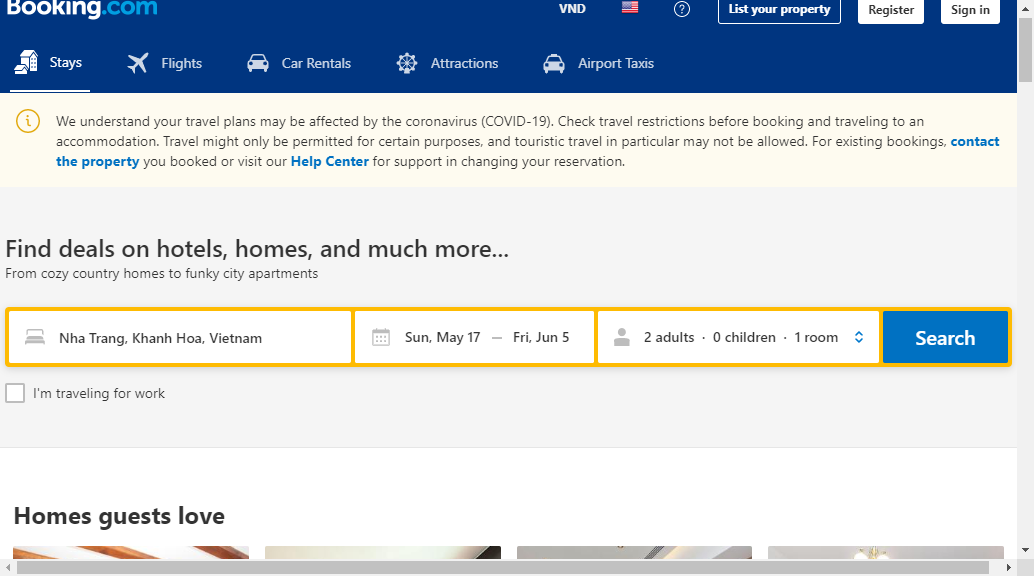 Booking.com
VND
?
List your property
Register
Sign in
Stays
Flights
Car Rentals
Attractions
Airport Taxis
We understand your travel plans may be affected by the coronavirus (COVID-19). Check travel restrictions before booking and traveling to an
accommodation. Travel might only be permitted for certain purposes, and touristic travel in particular may not be allowed. For existing bookings, contact
the property you booked or visit our Help Center for support in changing your reservation.
Find deals on hotels, homes, and much more...
From cozy country homes to funky city apartments
Nha Trang, Khanh Hoa, Vietnam
Sun, May 17 — Fri, Jun 5
2 adults · 0 children · 1 room
Search
I'm traveling for work
Homes guests love